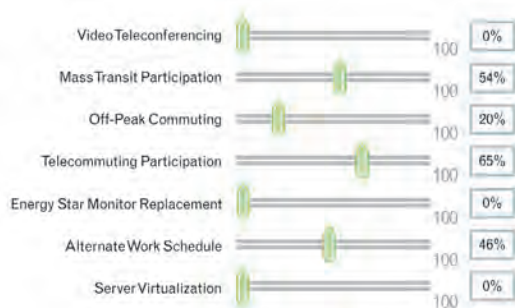 Video Teleconferencing 100 0%
Mass Transit Participation 100 54%
Off-Peak Commuting 100 20%
Telecommuting Participation 100 65%
Energy Star Monitor Replacement 100 0%
Alternate Work Schedule 100 46%
Server Virtualization 100 0%